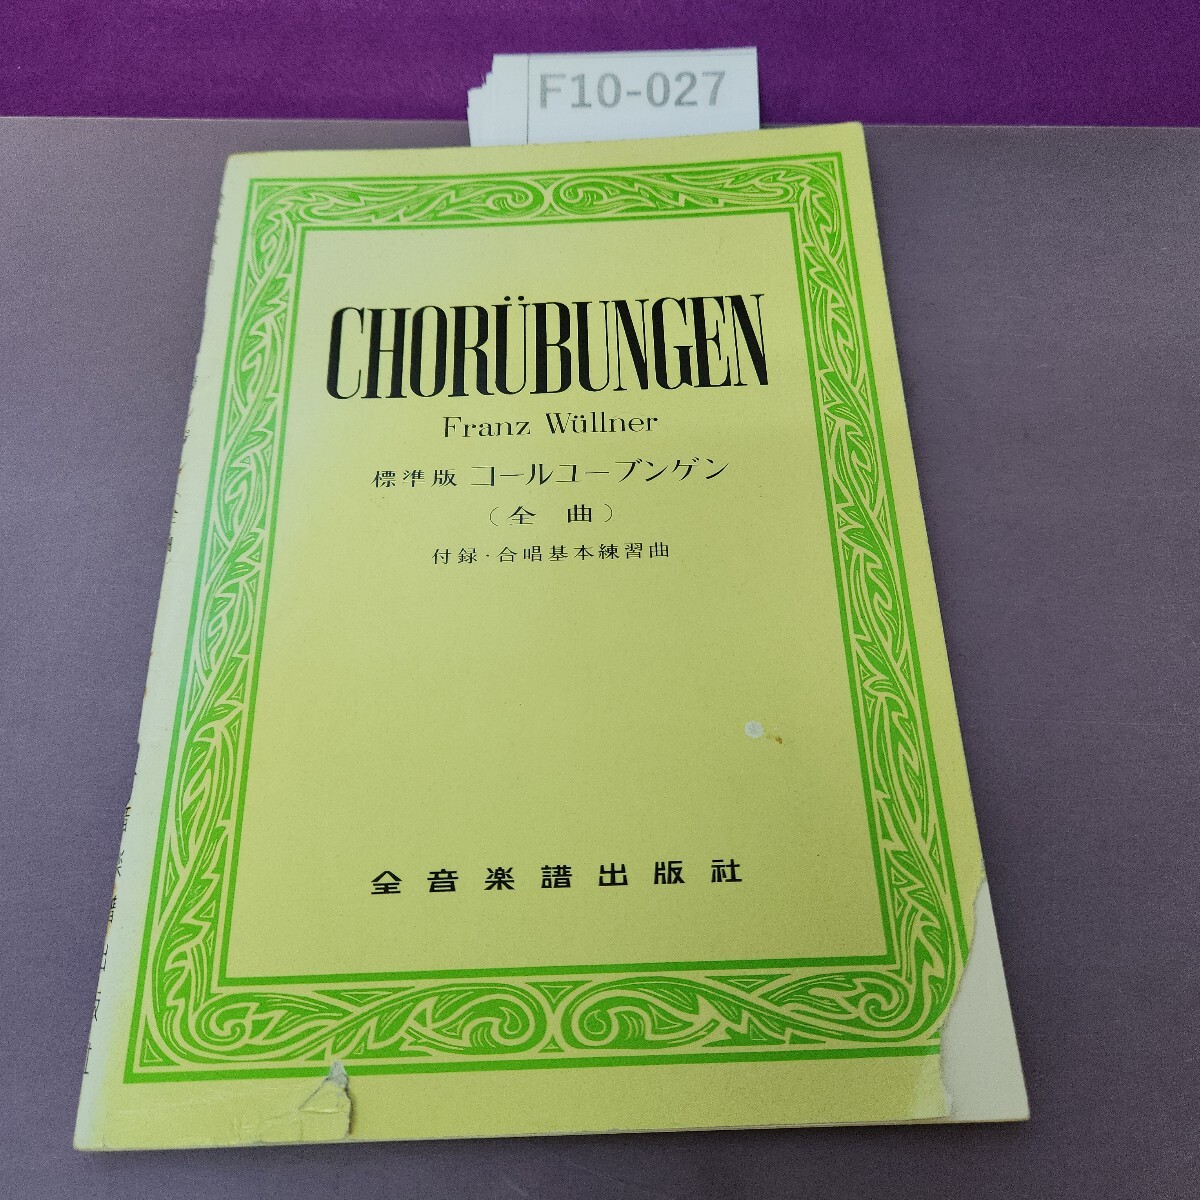 F10-027
CHORÜBUNGEN
Franz Wüllner
標準版 コールユーブンゲン
(全 曲)
付録・合唱基本練習曲
全音楽譜出版社